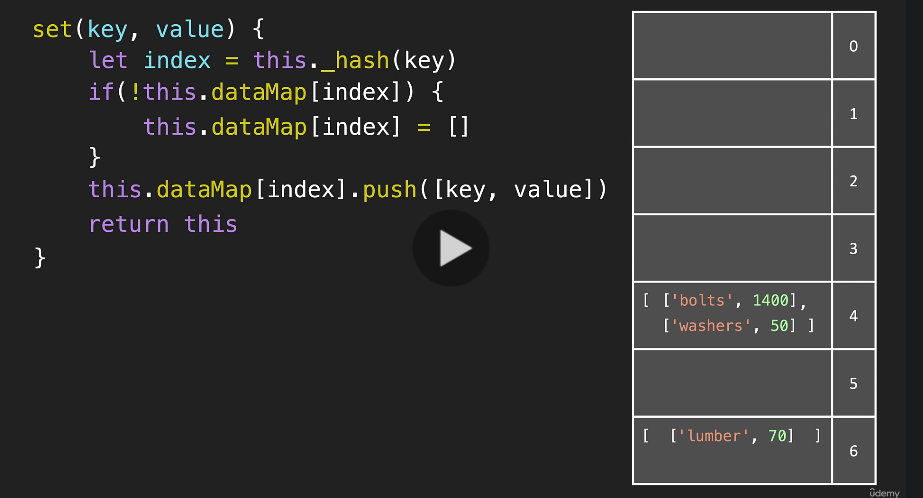 set(key, value) {
    let index = this._hash(key)
    if(!this.dataMap[index]) {
        this.dataMap[index] = []
    }
    this.dataMap[index].push([key, value])
    return this
}
0
1
2
3
[ ['bolts', 1400],
  ['washers', 50] ]
4
5
[  ['lumber', 70]  ]
6
ûdemy